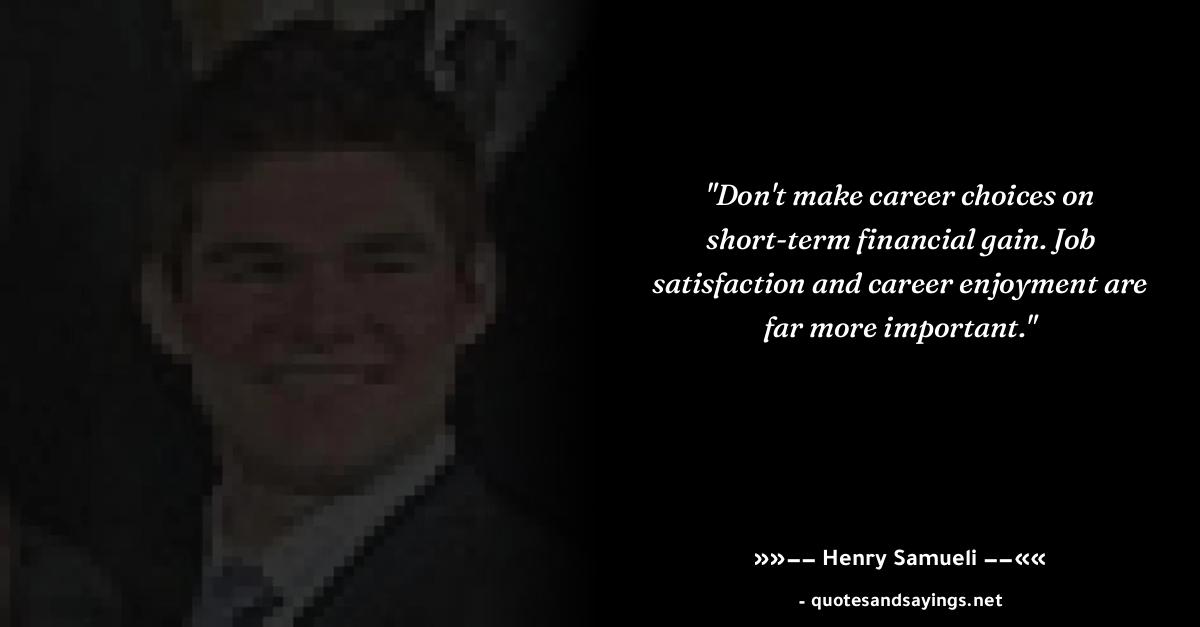 "Don't make career choices on
short-term financial gain. Job
satisfaction and career enjoyment are
far more important."
»»–– Henry Samueli ––««
- quotesandsayings.net